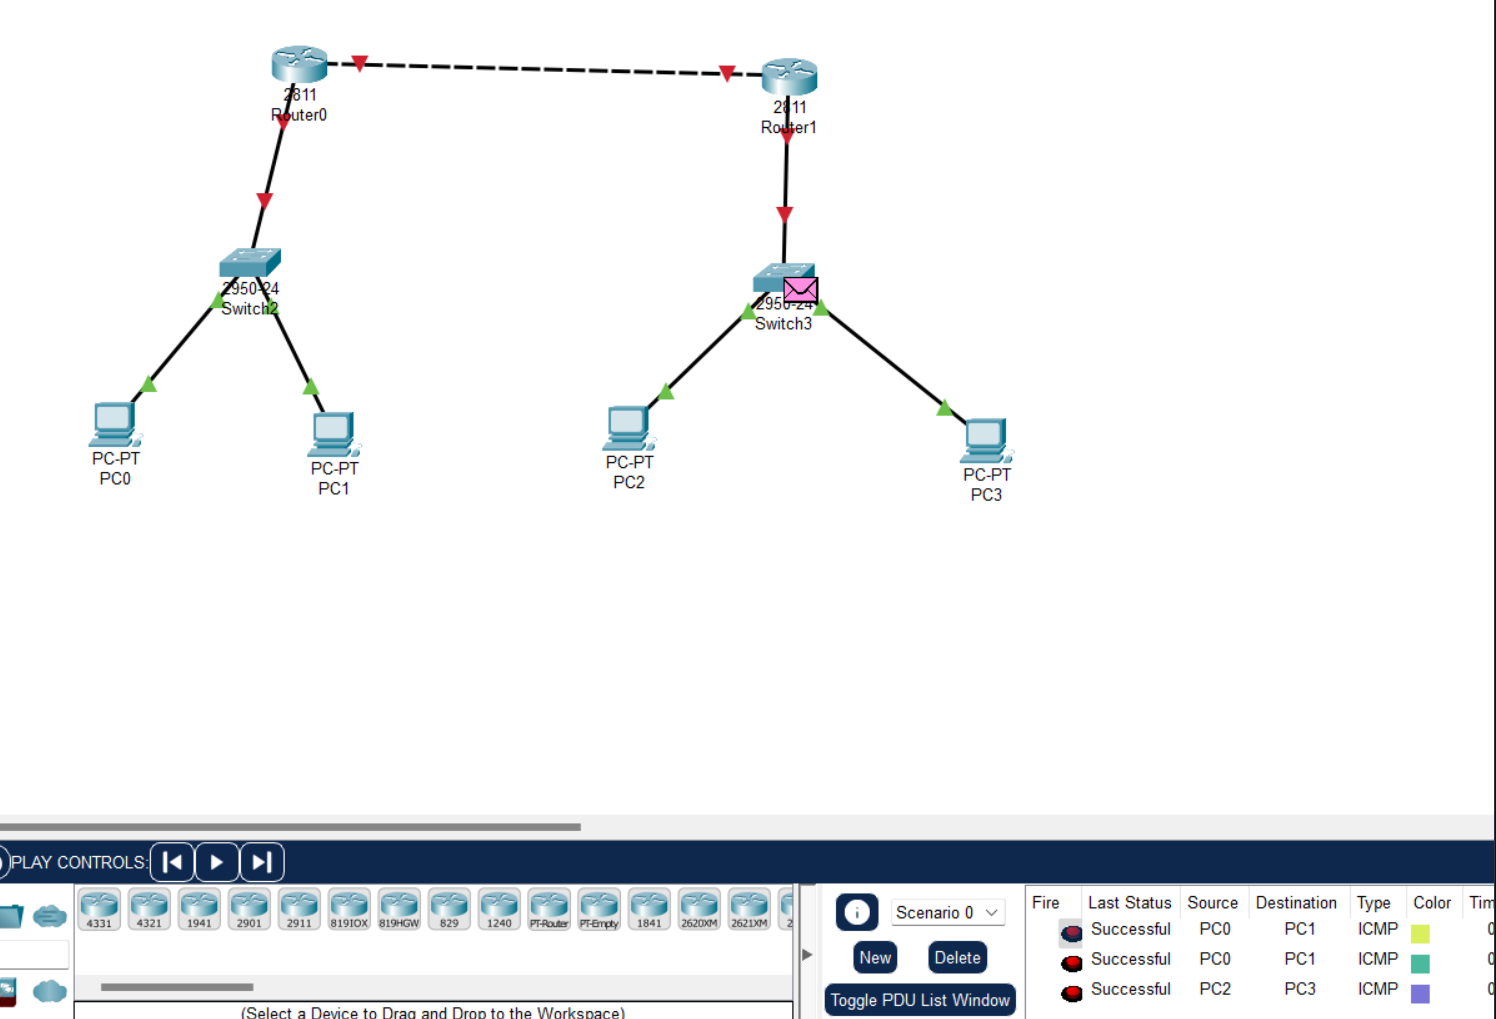 2811
Router0
2811
Router1
2950-24
Switch2
2950-24
Switch3
PC-PT
PC0
PC-PT
PC1
PC-PT
PC2
PC-PT
PC3
PLAY CONTROLS:
4331 4321 1941 2901 2911 819IOX 819HGW 829 1240 PT-Router PT-Empty 1841 2620XM 2621XM 2
(Select a Device to Drag and Drop to the Workspace)
Scenario 0
New Delete
Toggle PDU List Window
Fire Last Status Source Destination Type Color Tim
Successful PC0 PC1 ICMP 0
Successful PC0 PC1 ICMP 0
Successful PC2 PC3 ICMP 0